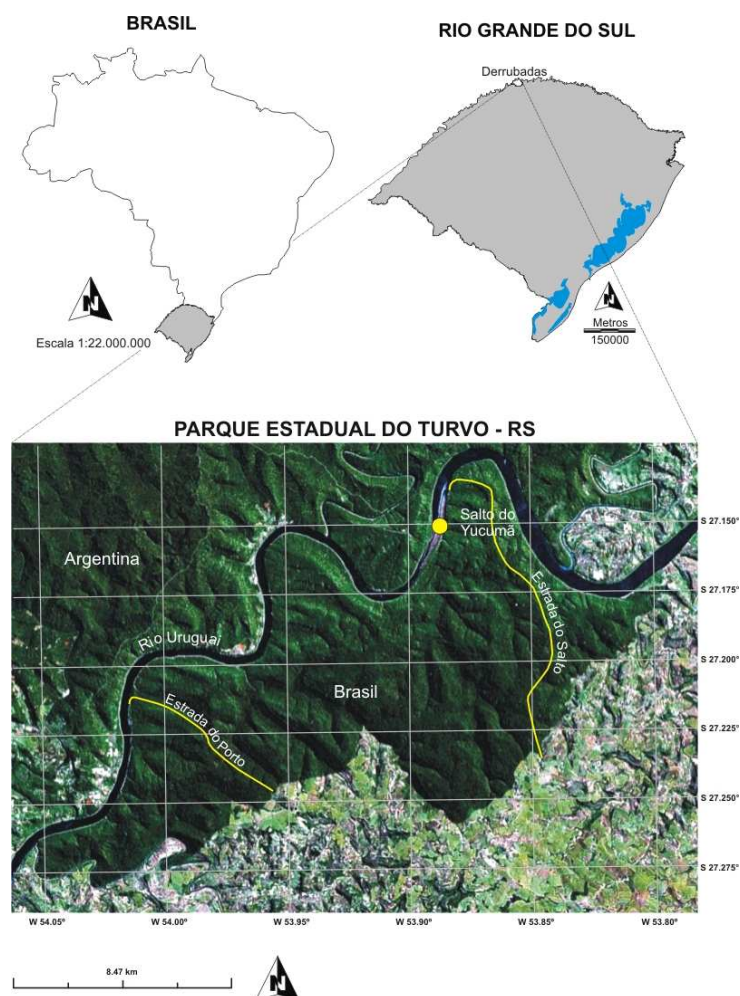 BRASIL
RIO GRANDE DO SUL
Derrubadas
N
Escala 1:22.000.000
N
Metros
150000
PARQUE ESTADUAL DO TURVO - RS
Argentina
Rio Uruguai
Salto do
Yucumã
Estrada do Salto
Brasil
Estrada do Porto
S 27.150
S 27.175
S 27.200
S 27.225
S 27.250
S 27.275
W 54.05
W 54.00
W 53.95
W 53.90
W 53.85
W 53.80
8.47 km
N